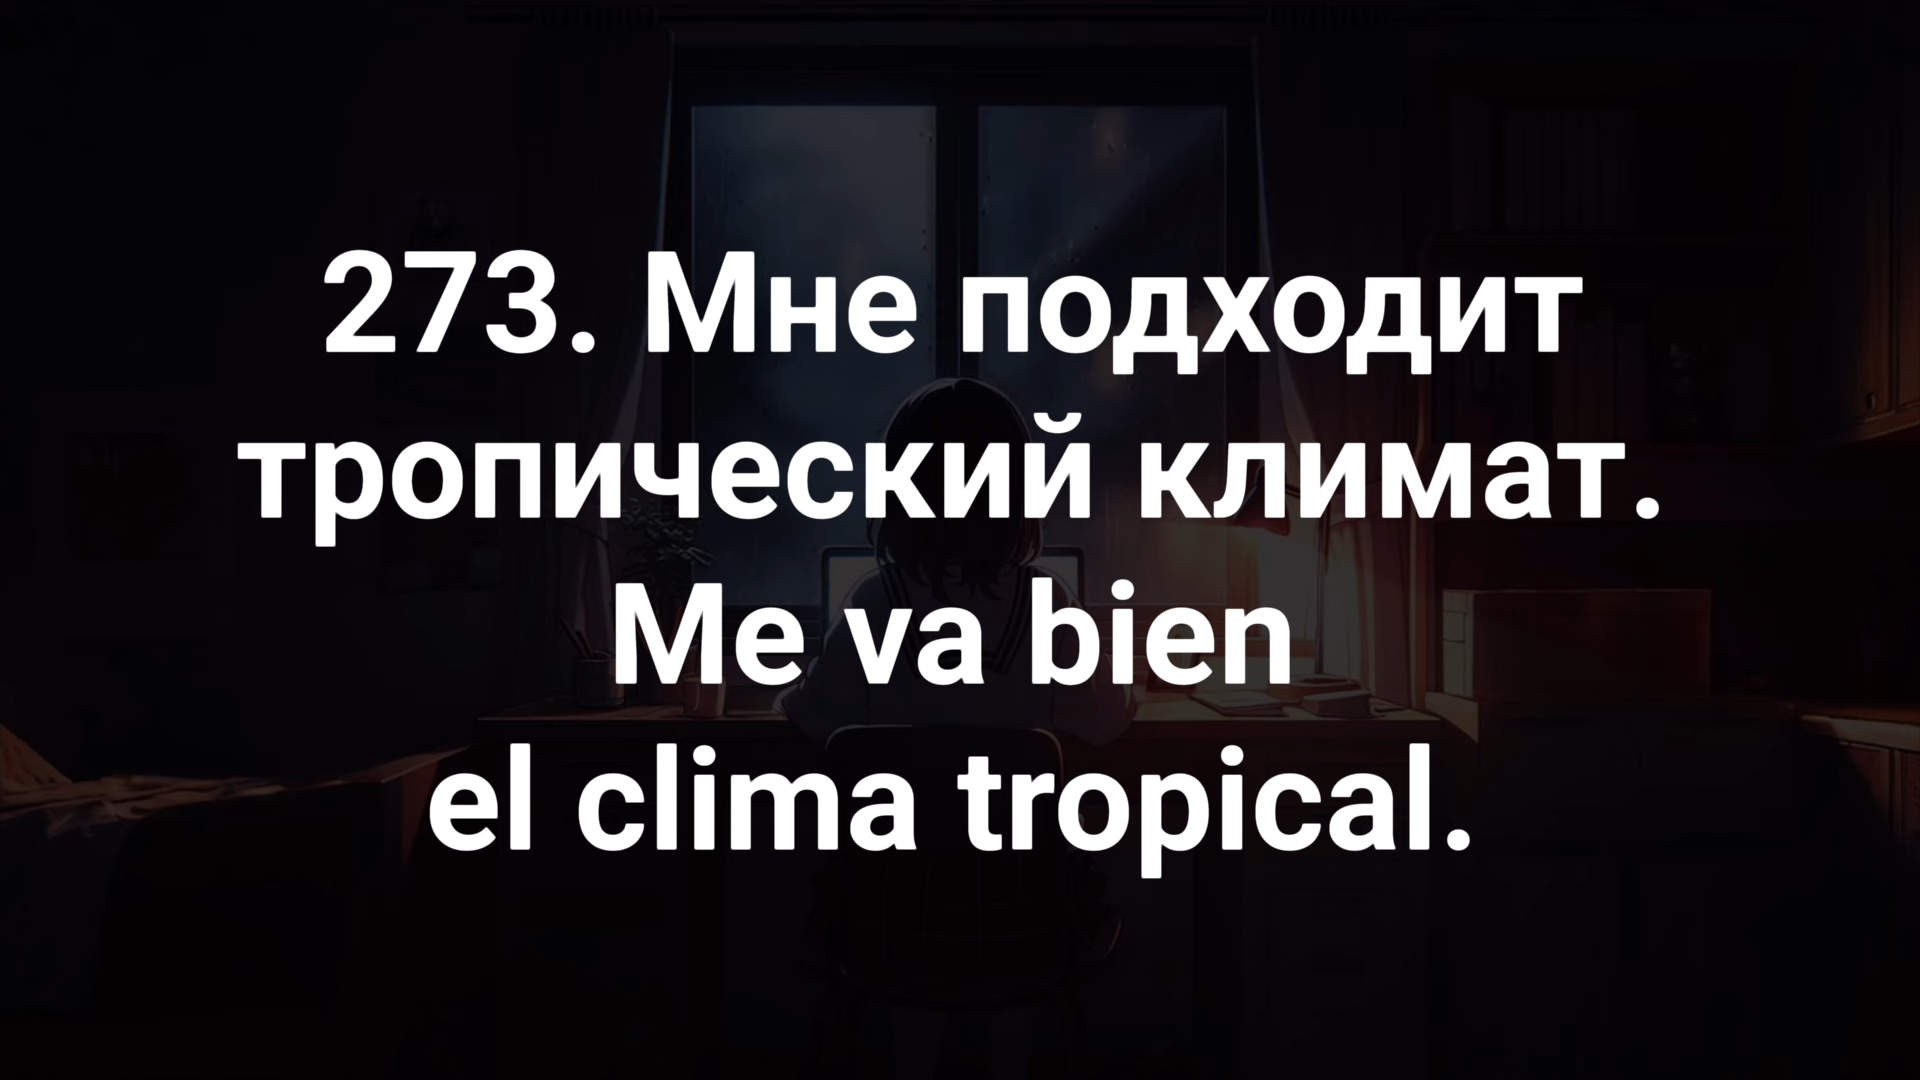 273. Мне подходит
тропический климат.
Me va bien
el clima tropical.